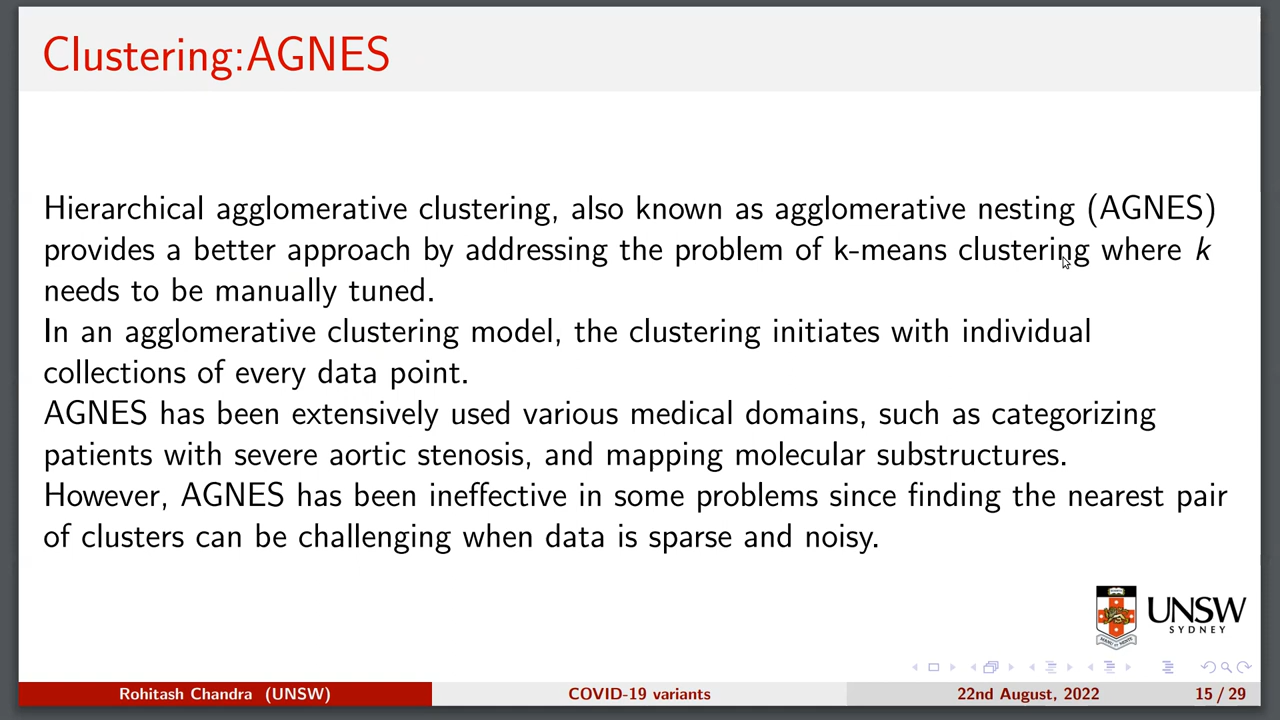 Clustering:AGNES
Hierarchical agglomerative clustering, also known as agglomerative nesting (AGNES)
provides a better approach by addressing the problem of k-means clustering where k
needs to be manually tuned.
In an agglomerative clustering model, the clustering initiates with individual
collections of every data point.
AGNES has been extensively used various medical domains, such as categorizing
patients with severe aortic stenosis, and mapping molecular substructures.
However, AGNES has been ineffective in some problems since finding the nearest pair
of clusters can be challenging when data is sparse and noisy.
UNSW
SYDNEY
Rohitash Chandra (UNSW) COVID-19 variants 22nd August, 2022 15 / 29